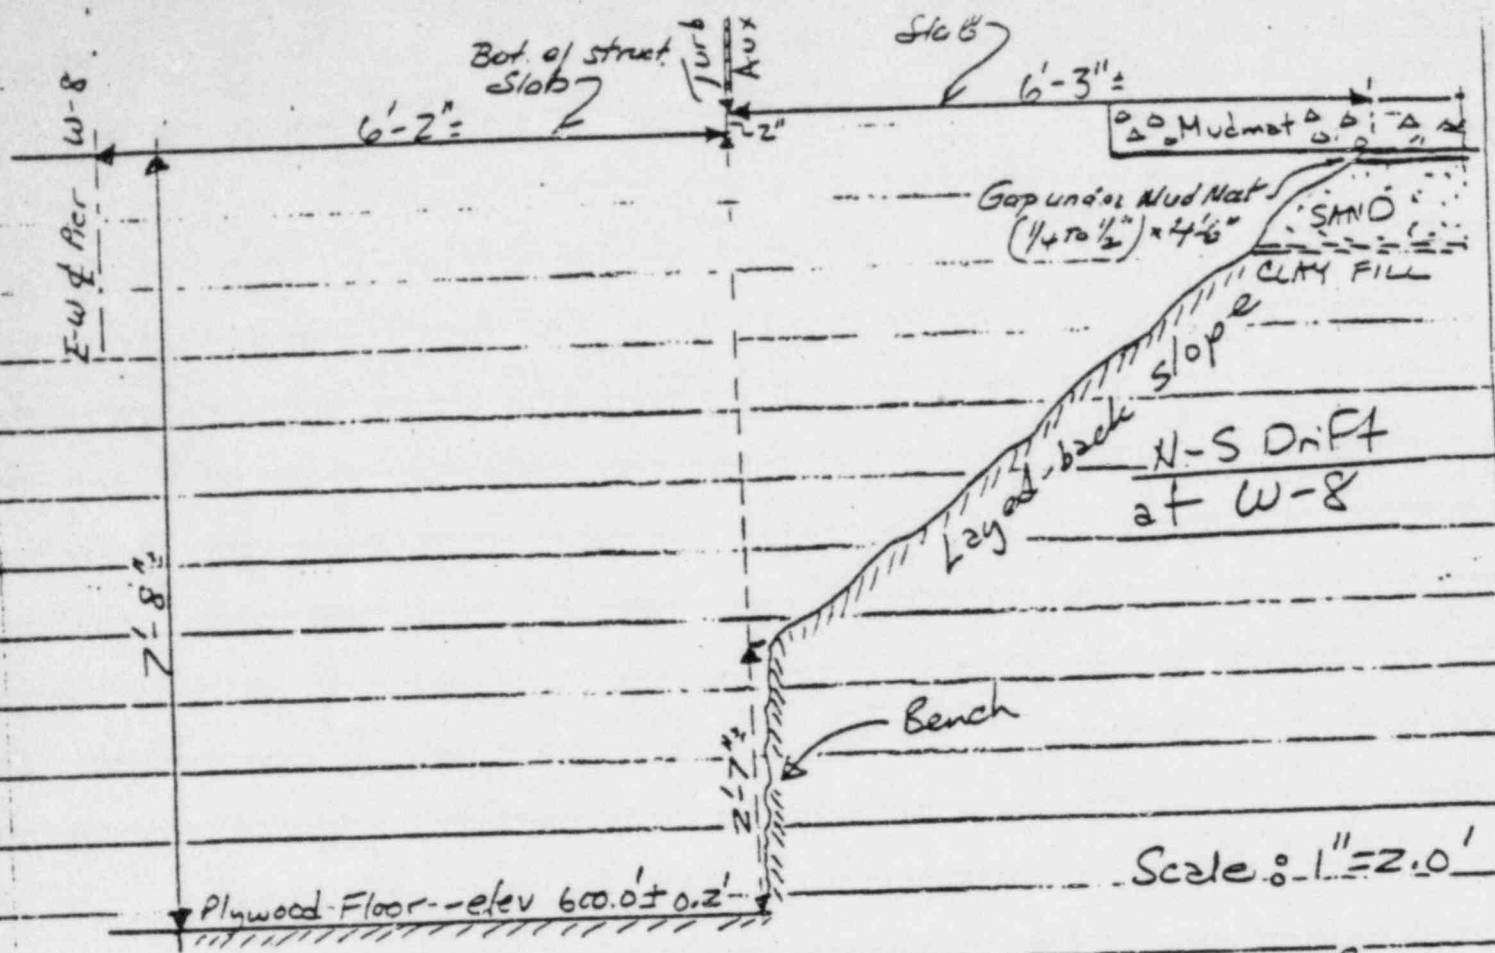 Bot. of struct.
Slab
Turb
Aux
Slab
E-W ₵ Pier W-8
6'-2"±
6'-3"±
1'-2"
Mudmat
Gap under Mud Mat
(1/4 to 1/2") x 4'-6"
SAND
CLAY FILL
Layed-back slope
N-S Drift
at W-8
7'-8"±
2'-7"±
Bench
Scale: 1"=2.0'
Plywood Floor--elev 600.0'± 0.2'